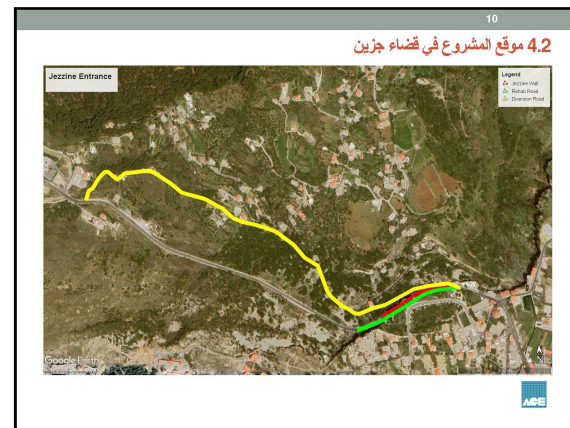 10
4.2 موقع المشروع في قضاء جزين
Jezzine Entrance
Legend
Jezzine Wall
Rehab Road
Diversion Road
Google Earth
N
ACE